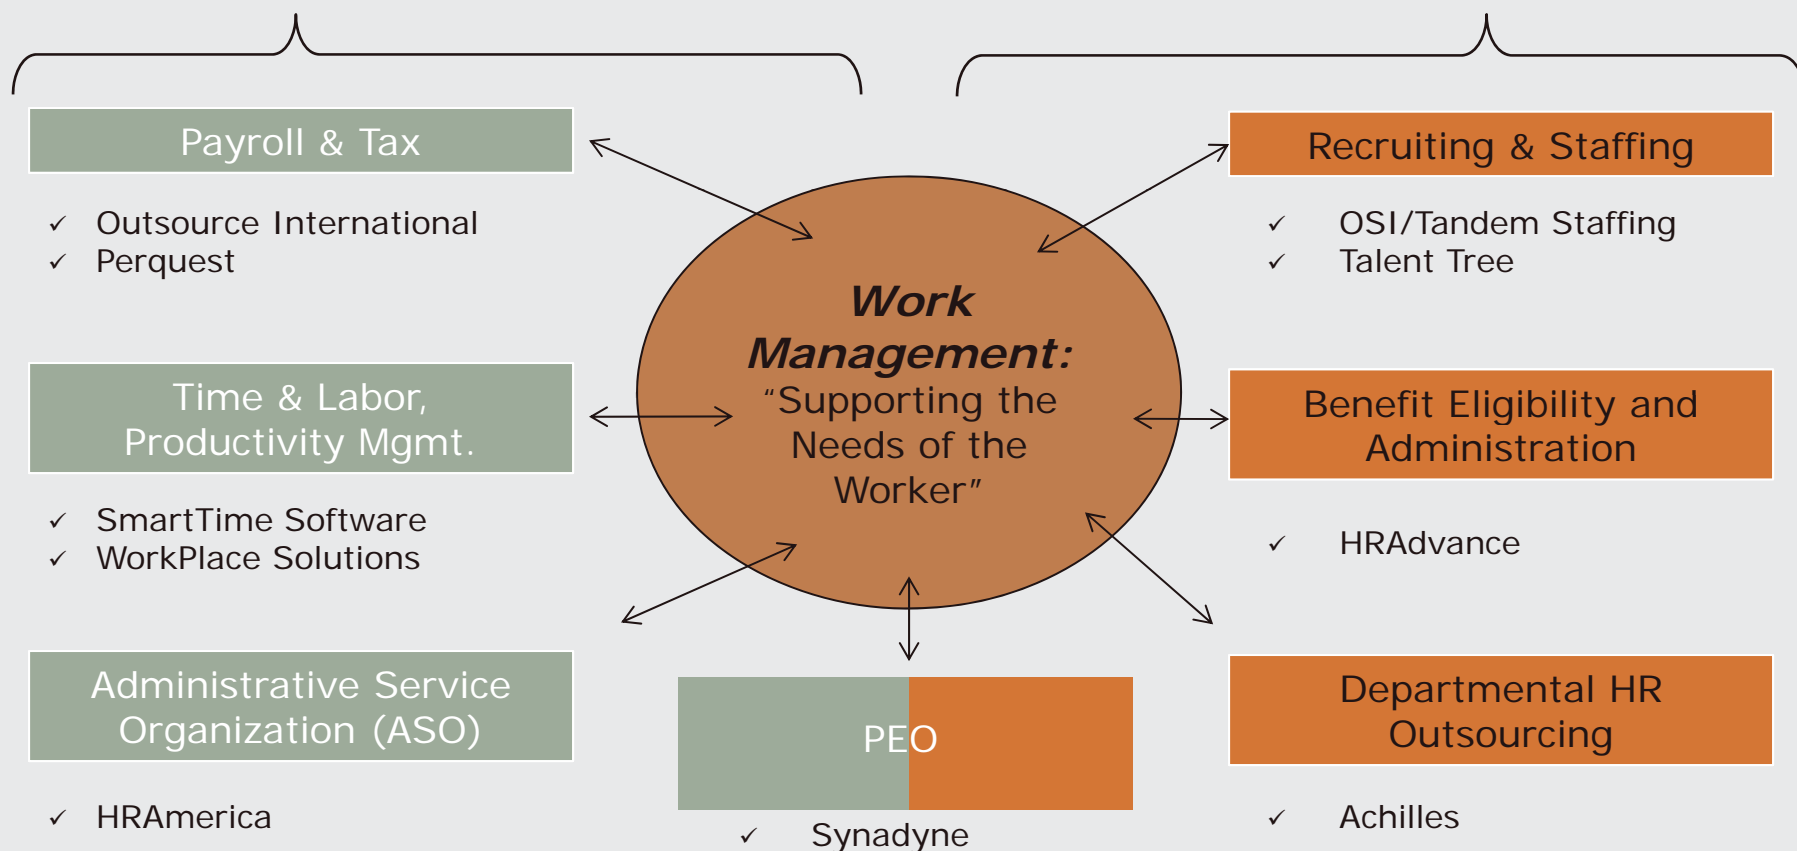 Payroll & Tax
✓ Outsource International
✓ Perquest
Time & Labor,
Productivity Mgmt.
✓ SmartTime Software
✓ WorkPlace Solutions
Administrative Service
Organization (ASO)
✓ HRAmerica
Work
Management:
“Supporting the
Needs of the
Worker”
PEO
✓ Synadyne
Recruiting & Staffing
✓ OSI/Tandem Staffing
✓ Talent Tree
Benefit Eligibility and
Administration
✓ HRAdvance
Departmental HR
Outsourcing
✓ Achilles